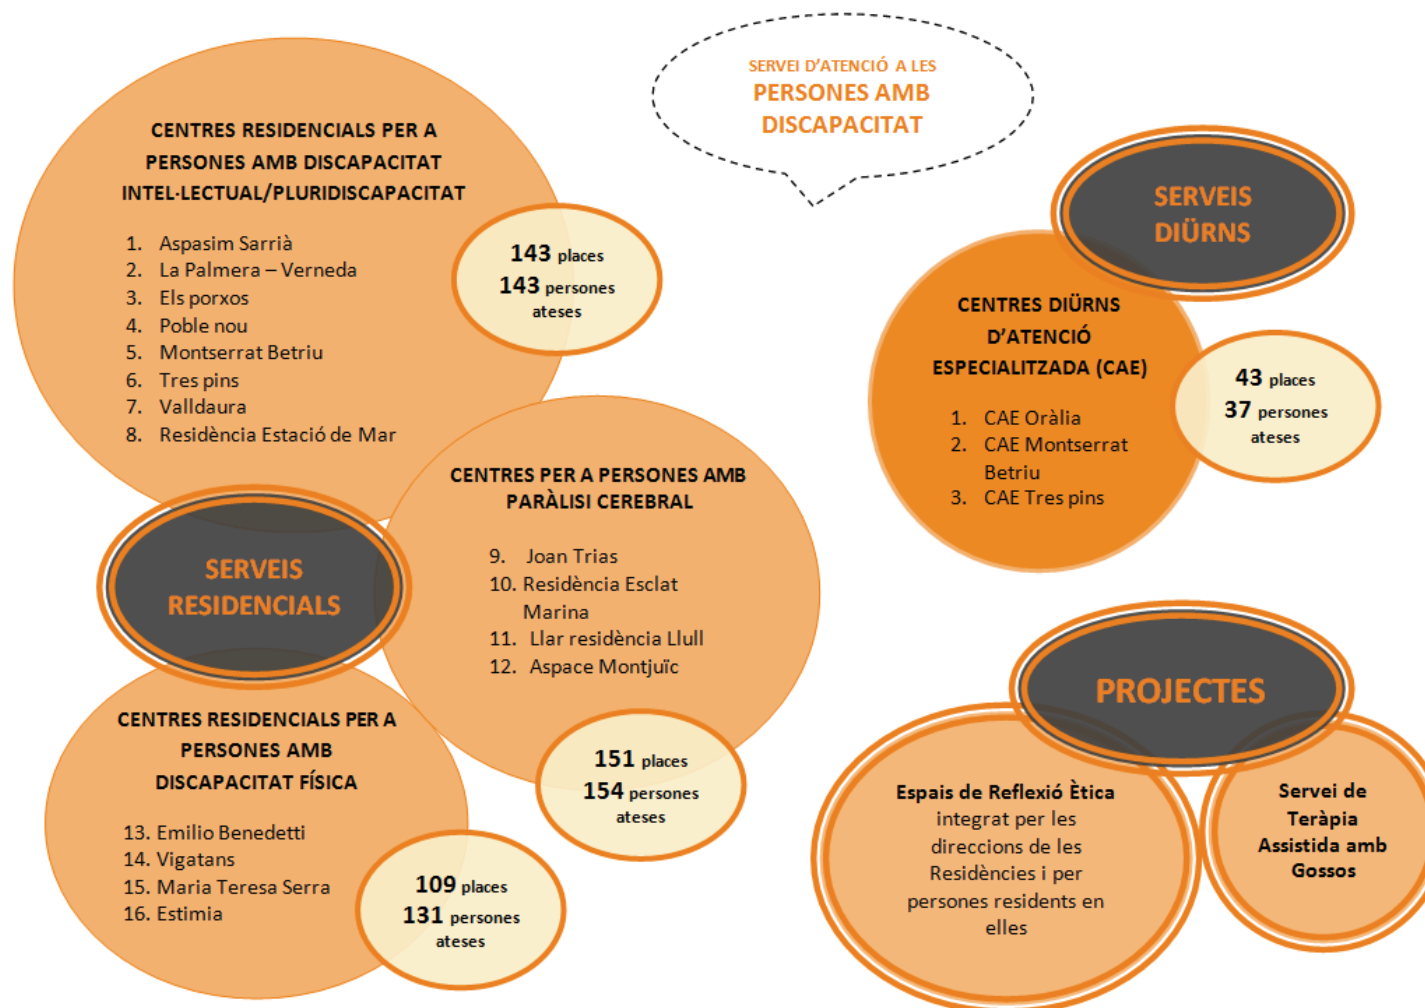 SERVEI D'ATENCIÓ A LES
PERSONES AMB
DISCAPACITAT
CENTRES RESIDENCIALS PER A
PERSONES AMB DISCAPACITAT
INTEL·LECTUAL/PLURIDISCAPACITAT
1. Aspasim Sarrià
2. La Palmera – Verneda
3. Els porxos
4. Poble nou
5. Montserrat Betriu
6. Tres pins
7. Valldaura
8. Residència Estació de Mar
143 places
143 persones
ateses
SERVEIS
RESIDENCIALS
CENTRES PER A PERSONES AMB
PARÀLISI CEREBRAL
9. Joan Trias
10. Residència Esclat
Marina
11. Llar residència Llull
12. Aspace Montjuïc
151 places
154 persones
ateses
CENTRES RESIDENCIALS PER A
PERSONES AMB
DISCAPACITAT FÍSICA
13. Emilio Benedetti
14. Vigatans
15. Maria Teresa Serra
16. Estimia
109 places
131 persones
ateses
SERVEIS
DIÜRNS
CENTRES DIÜRNS
D'ATENCIÓ
ESPECIALITZADA (CAE)
1. CAE Oràlia
2. CAE Montserrat
Betriu
3. CAE Tres pins
43 places
37 persones
ateses
PROJECTES
Espais de Reflexió Ètica
integrat per les
direccions de les
Residències i per
persones residents en
elles
Servei de
Teràpia
Assistida amb
Gossos